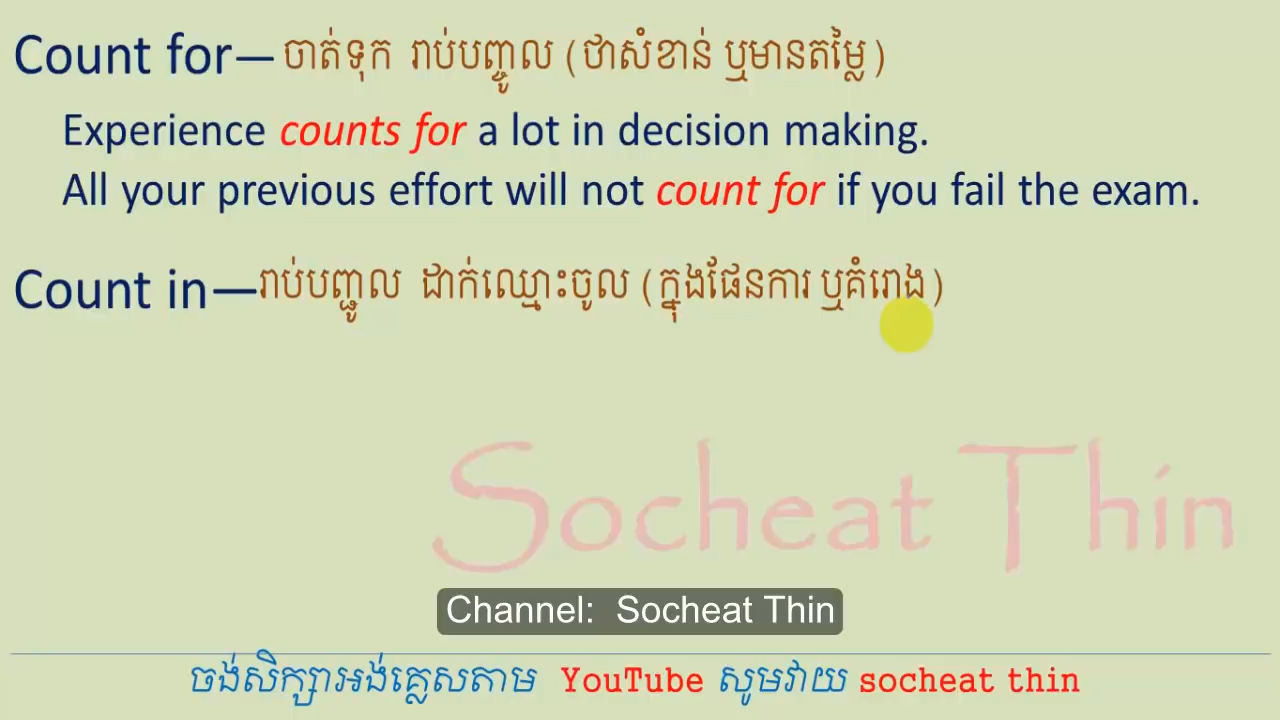 Count for—ចាត់ទុក រាប់បញ្ចូល (ថាសំខាន់ ឬមានតម្លៃ)
Experience counts for a lot in decision making.
All your previous effort will not count for if you fail the exam.
Count in—រាប់បញ្ជូល ដាក់ឈ្មោះចូល (ក្នុងផែនការ ឬគំរោង)
Socheat Thin
Channel: Socheat Thin
ចង់សិក្សាអង់គ្លេសតាម YouTube សូមវាយ socheat thin